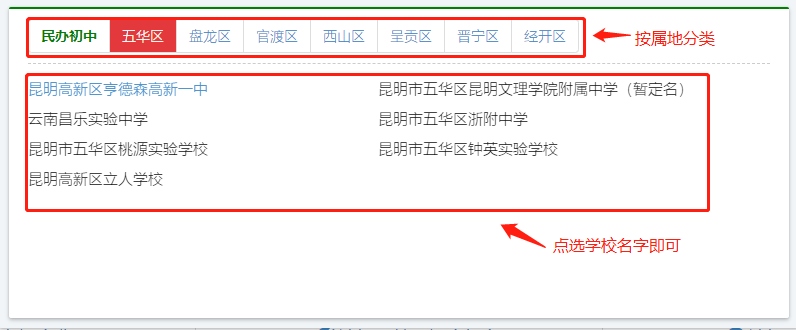 民办初中 五华区 盘龙区 官渡区 西山区 呈贡区 晋宁区 经开区
按属地分类
昆明高新区亨德森高新一中 昆明市五华区昆明文理学院附属中学（暂定名）
云南昌乐实验中学 昆明市五华区浙附中学
昆明市五华区桃源实验学校 昆明市五华区钟英实验学校
昆明高新区立人学校
点选学校名字即可